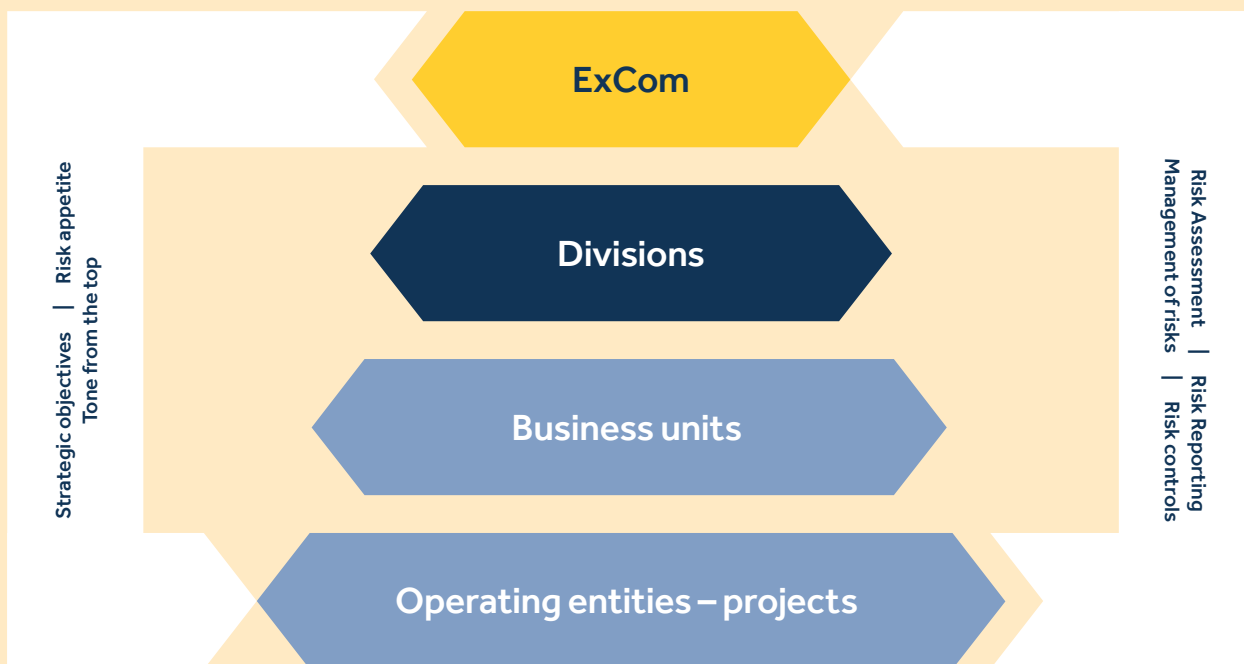 ExCom
Strategic objectives | Risk appetite
Tone from the top
Divisions
Business units
Operating entities – projects
Risk Assessment | Risk Reporting
Management of risks | Risk controls